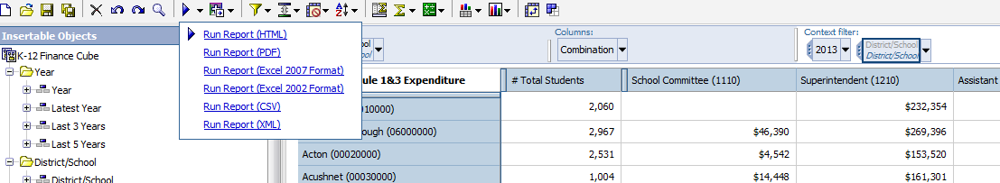 Insertable Objects
K-12 Finance Cube
Year
Year
Latest Year
Last 3 Years
Last 5 Years
District/School
District/School
Run Report (HTML)
Run Report (PDF)
Run Report (Excel 2007 Format)
Run Report (Excel 2002 Format)
Run Report (CSV)
Run Report (XML)
Columns:
Combination
Context filter:
2013
District/School
District/School
ule 1&3 Expenditure # Total Students School Committee (1110) Superintendent (1210) Assistant
010000) 2,060 $232,354
ough (06000000) 2,967 $46,390 $269,396
Acton (00020000) 2,531 $4,542 $153,520
Acushnet (00030000) 1,004 $14,448 $161,301